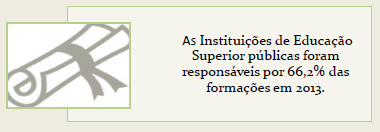 As Instituições de Educação
Superior públicas foram
responsáveis por 66,2% das
formações em 2013.